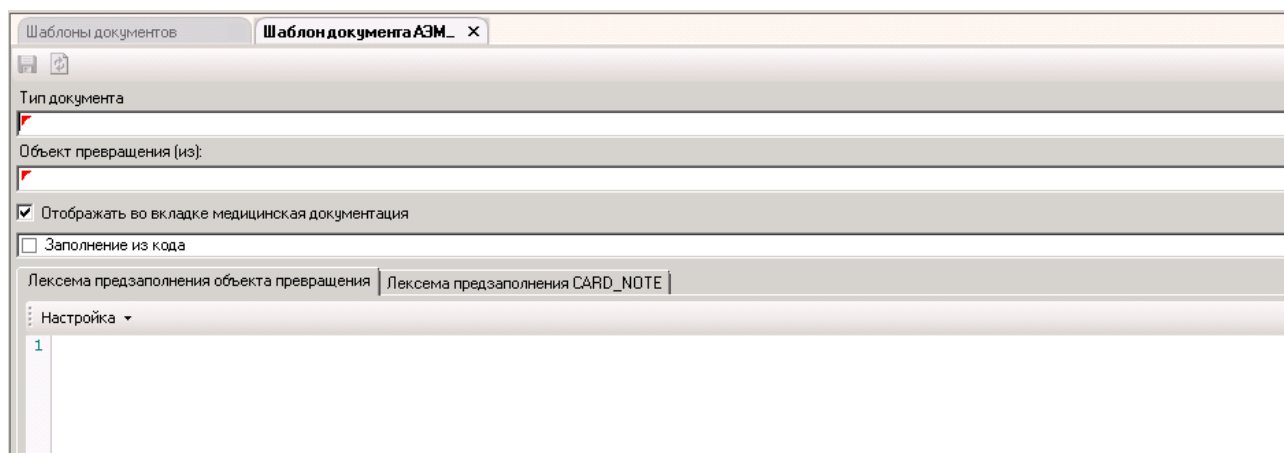 Шаблоны документов Шаблон документа АЭМ_
Тип документа
Объект превращения (из):
Отображать во вкладке медицинская документация
Заполнение из кода
Лексема предзаполнения объекта превращения Лексема предзаполнения CARD_NOTE
Настройка
1